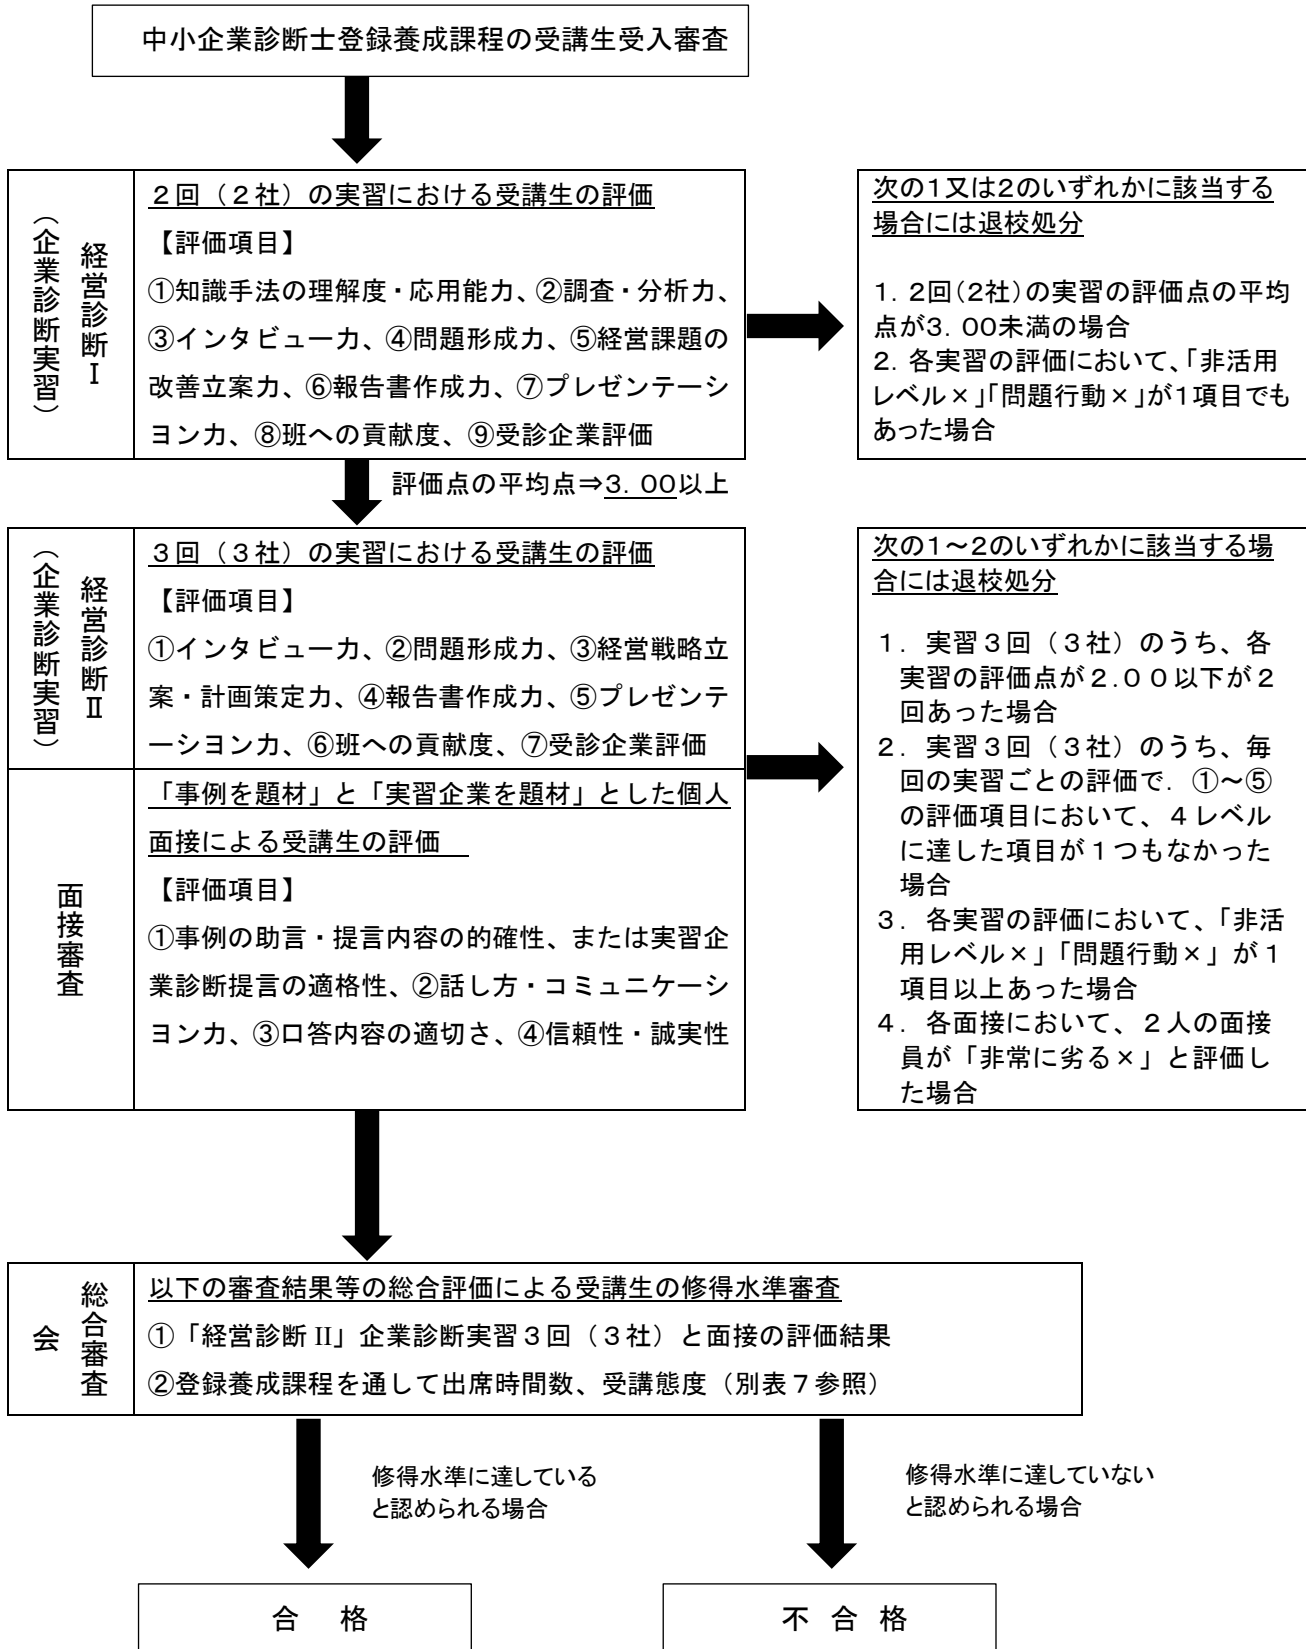 中小企業診断士登録養成課程の受講生受入審査
経営診断Ⅰ
（企業診断実習）
２回（２社）の実習における受講生の評価
【評価項目】
①知識手法の理解度・応用能力、②調査・分析力、
③インタビュー力、④問題形成力、⑤経営課題の
改善立案力、⑥報告書作成力、⑦プレゼンテーシ
ヨン力、⑧班への貢献度、⑨受診企業評価
次の1又は2のいずれかに該当する
場合には退校処分
1. 2回(2社)の実習の評価点の平均
点が3. 00未満の場合
2. 各実習の評価において、「非活用
レベル×」「問題行動×」が1項目でも
あった場合
評価点の平均点⇒3. 00以上
経営診断Ⅱ
（企業診断実習）
３回（３社）の実習における受講生の評価
【評価項目】
①インタビュー力、②問題形成力、③経営戦略立
案・計画策定力、④報告書作成力、⑤プレゼンテ
ーシヨン力、⑥班への貢献度、⑦受診企業評価
次の1～2のいずれかに該当する場
合には退校処分
１．実習３回（３社）のうち、各
実習の評価点が２.００以下が２
回あった場合
２．実習３回（３社）のうち、毎
回の実習ごとの評価で．①～⑤
の評価項目において、４レベル
に達した項目が１つもなかった
場合
３．各実習の評価において、「非活
用レベル×」「問題行動×」が１
項目以上あった場合
４．各面接において、２人の面接
員が「非常に劣る×」と評価し
た場合
面接審査
「事例を題材」と「実習企業を題材」とした個人
面接による受講生の評価
【評価項目】
①事例の助言・提言内容の的確性、または実習企
業診断提言の適格性、②話し方・コミュニケーシ
ヨン力、③口答内容の適切さ、④信頼性・誠実性
総合審査
会
以下の審査結果等の総合評価による受講生の修得水準審査
①「経営診断 II」企業診断実習３回（３社）と面接の評価結果
②登録養成課程を通して出席時間数、受講態度（別表７参照）
修得水準に達している
と認められる場合
修得水準に達していない
と認められる場合
合　格
不 合 格